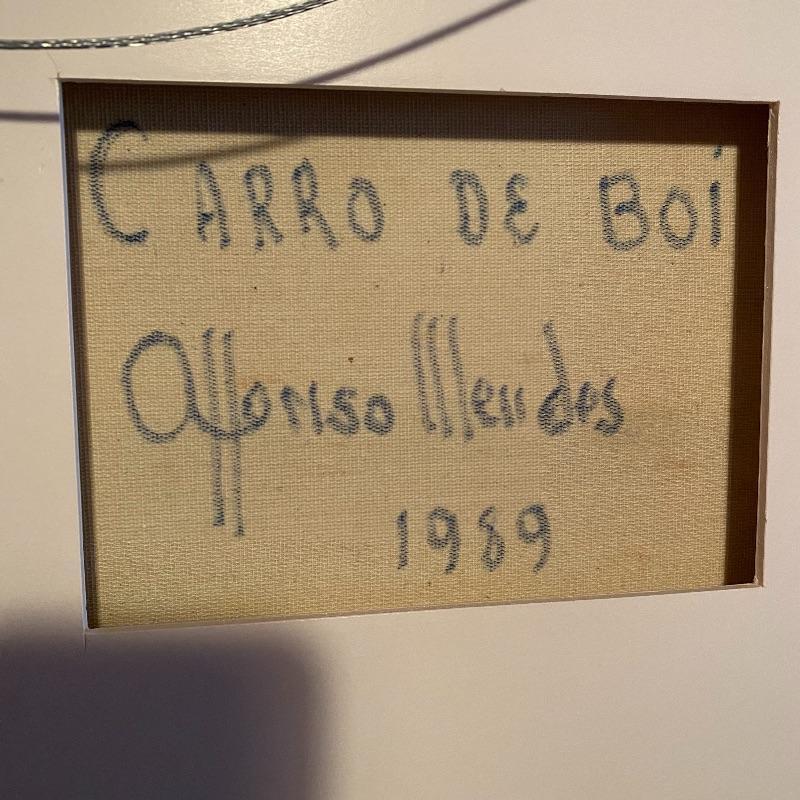 CARRO DE BOi
Affonso Mendes
1989